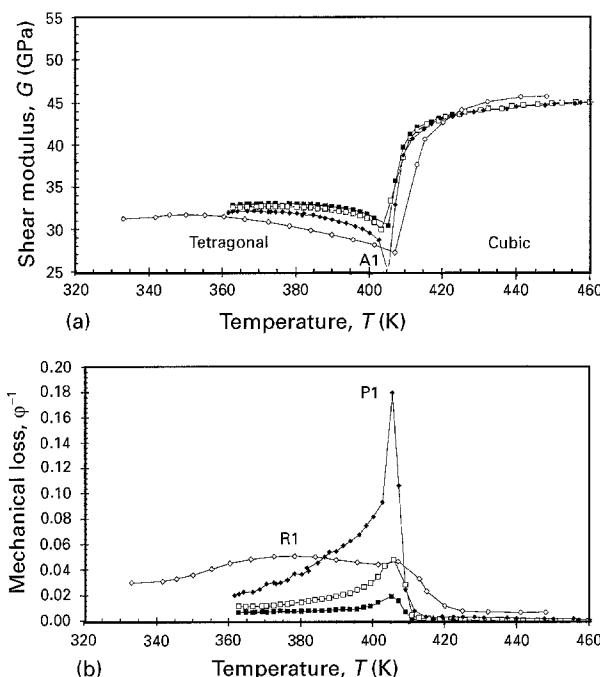 55
50
45
40
35
30
25
Shear modulus, G (GPa)
Tetragonal
A1
Cubic
320 340 360 380 400 420 440 460
(a)
Temperature, T (K)
0.20
0.18
0.16
0.14
0.12
0.10
0.08
0.06
0.04
0.02
0.00
Mechanical loss, φ⁻¹
P1
R1
320 340 360 380 400 420 440 460
(b)
Temperature, T (K)